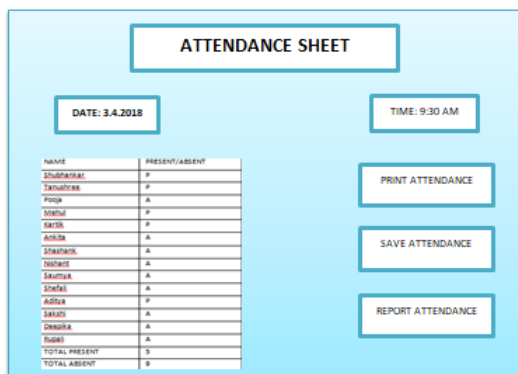 ATTENDANCE SHEET
DATE: 3.4.2018
TIME: 9:30 AM
NAME PRESENT/ABSENT
Shubhankar P
Tanushree P
Pooja A
Mehul P
Kartik P
Ankita A
Shashank A
Nishant A
Saumya A
Shefali A
Aditya P
Sakshi A
Deepika A
Rupali A
TOTAL PRESENT 5
TOTAL ABSENT 9
PRINT ATTENDANCE
SAVE ATTENDANCE
REPORT ATTENDANCE